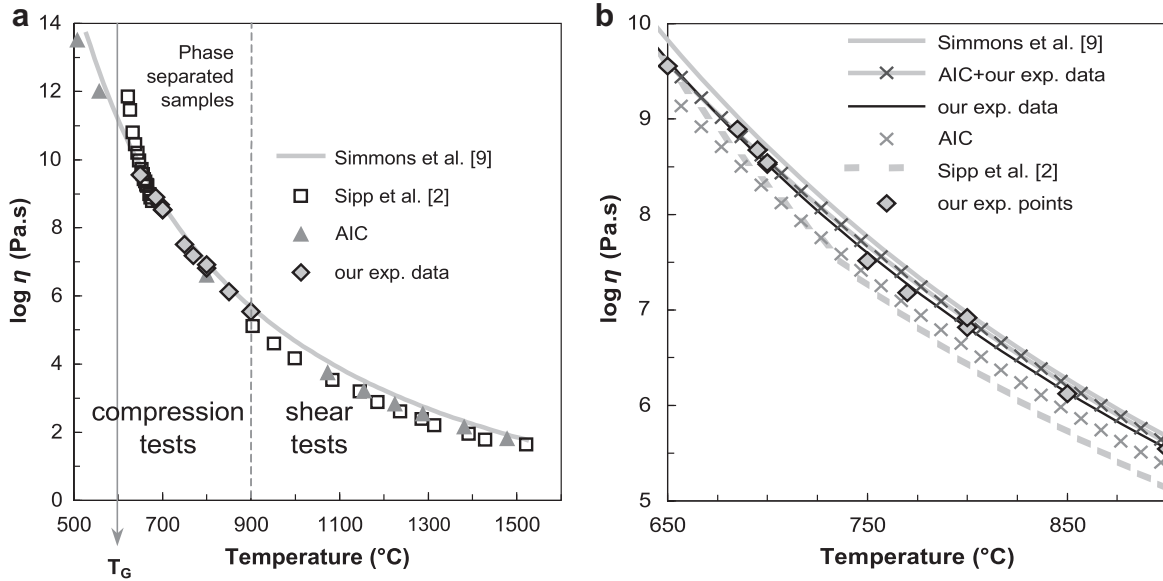 a
14
12
10
8
6
4
2
0
log η (Pa.s)
500
700
900
1100
1300
1500
Temperature (°C)
T_G
Phase
separated
samples
Simmons et al. [9]
Sipp et al. [2]
AIC
our exp. data
compression
tests
shear
tests
b
10
9
8
7
6
5
log η (Pa.s)
650
750
850
Temperature (°C)
Simmons et al. [9]
AIC+our exp. data
our exp. data
AIC
Sipp et al. [2]
our exp. points